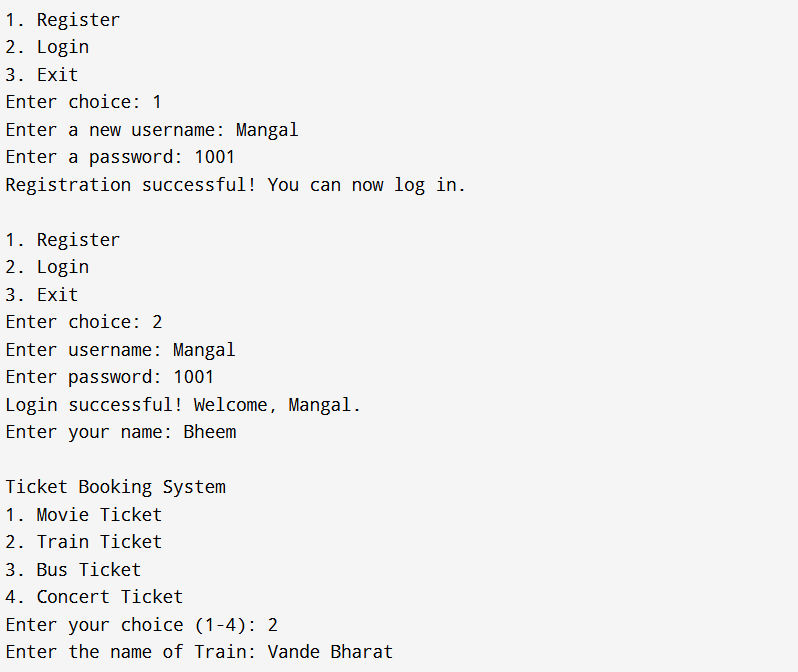 1. Register
2. Login
3. Exit
Enter choice: 1
Enter a new username: Mangal
Enter a password: 1001
Registration successful! You can now log in.
1. Register
2. Login
3. Exit
Enter choice: 2
Enter username: Mangal
Enter password: 1001
Login successful! Welcome, Mangal.
Enter your name: Bheem
Ticket Booking System
1. Movie Ticket
2. Train Ticket
3. Bus Ticket
4. Concert Ticket
Enter your choice (1-4): 2
Enter the name of Train: Vande Bharat